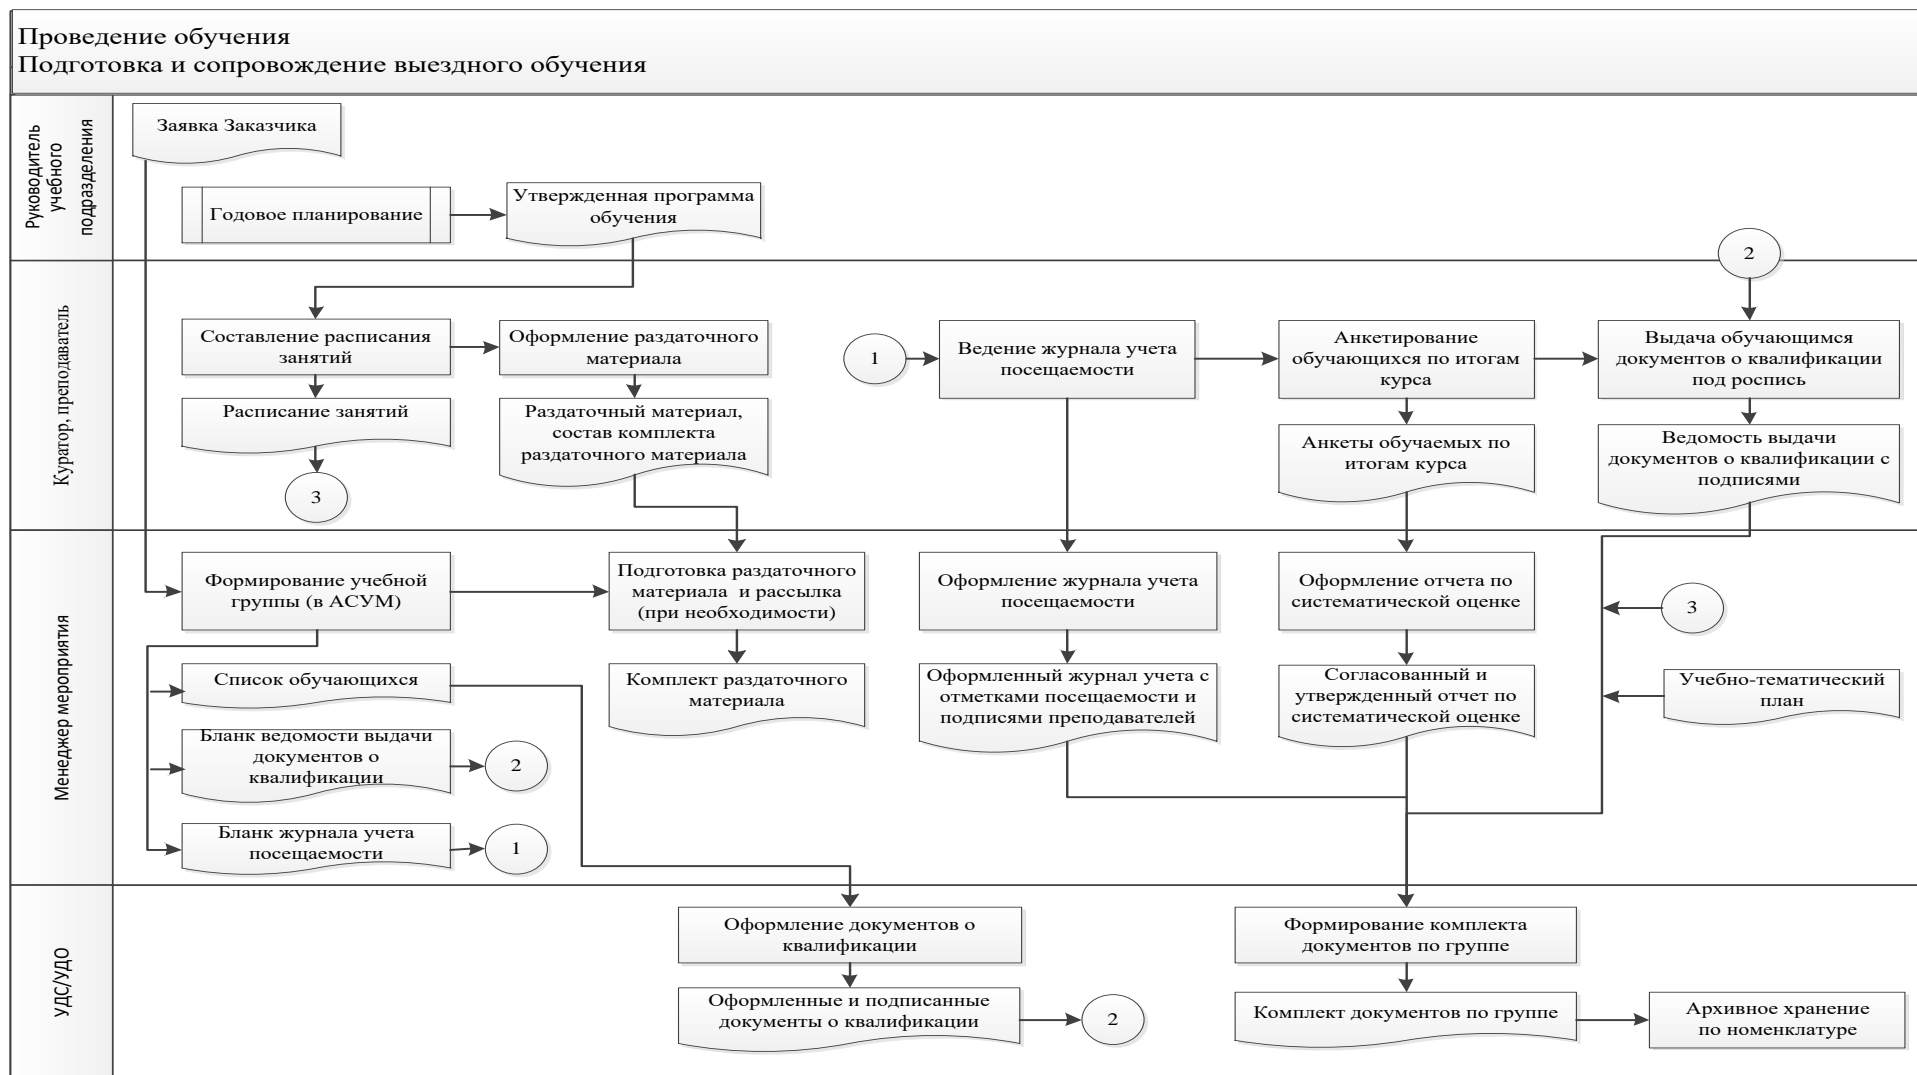 Проведение обучения
Подготовка и сопровождение выездного обучения
Руководитель
учебного
подразделения
Заявка Заказчика
Годовое планирование
Утвержденная программа
обучения
2
Куратор, преподаватель
Составление расписания
занятий
Оформление раздаточного
материала
1
Ведение журнала учета
посещаемости
Анкетирование
обучающихся по итогам
курса
Выдача обучающимся
документов о квалификации
под роспись
Расписание занятий
Раздаточный материал,
состав комплекта
раздаточного материала
Анкеты обучаемых по
итогам курса
Ведомость выдачи
документов о квалификации с
подписями
3
Менеджер мероприятия
Формирование учебной
группы (в АСУМ)
Подготовка раздаточного
материала и рассылка
(при необходимости)
Оформление журнала учета
посещаемости
Оформление отчета по
систематической оценке
3
Список обучающихся
Комплект раздаточного
материала
Оформленный журнал учета с
отметками посещаемости и
подписями преподавателей
Согласованный и
утвержденный отчет по
систематической оценке
Учебно-тематический
план
Бланк ведомости выдачи
документов о
квалификации
2
Бланк журнала учета
посещаемости
1
УДС/УДО
Оформление документов о
квалификации
Формирование комплекта
документов по группе
Оформленные и подписанные
документы о квалификации
2
Комплект документов по группе
Архивное хранение
по номенклатуре